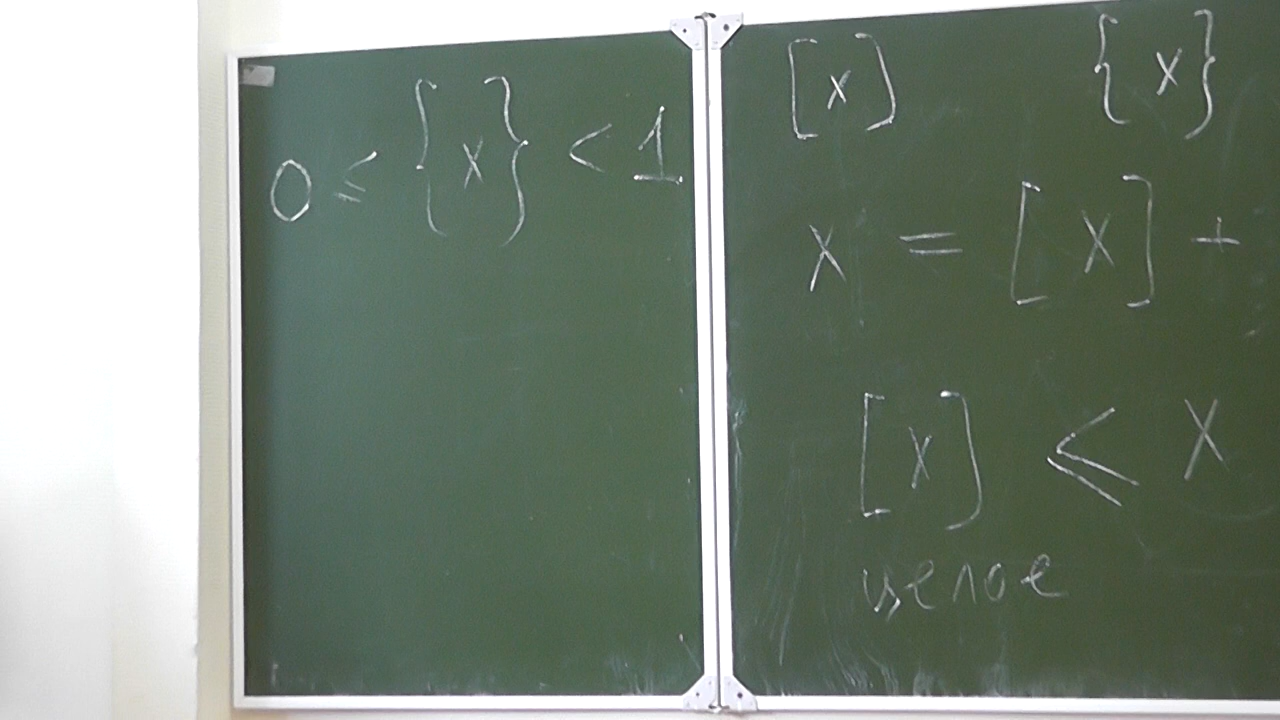 0 ≤ {x} < 1
[x] {x}
x = [x] +
[x] ≤ x
целое